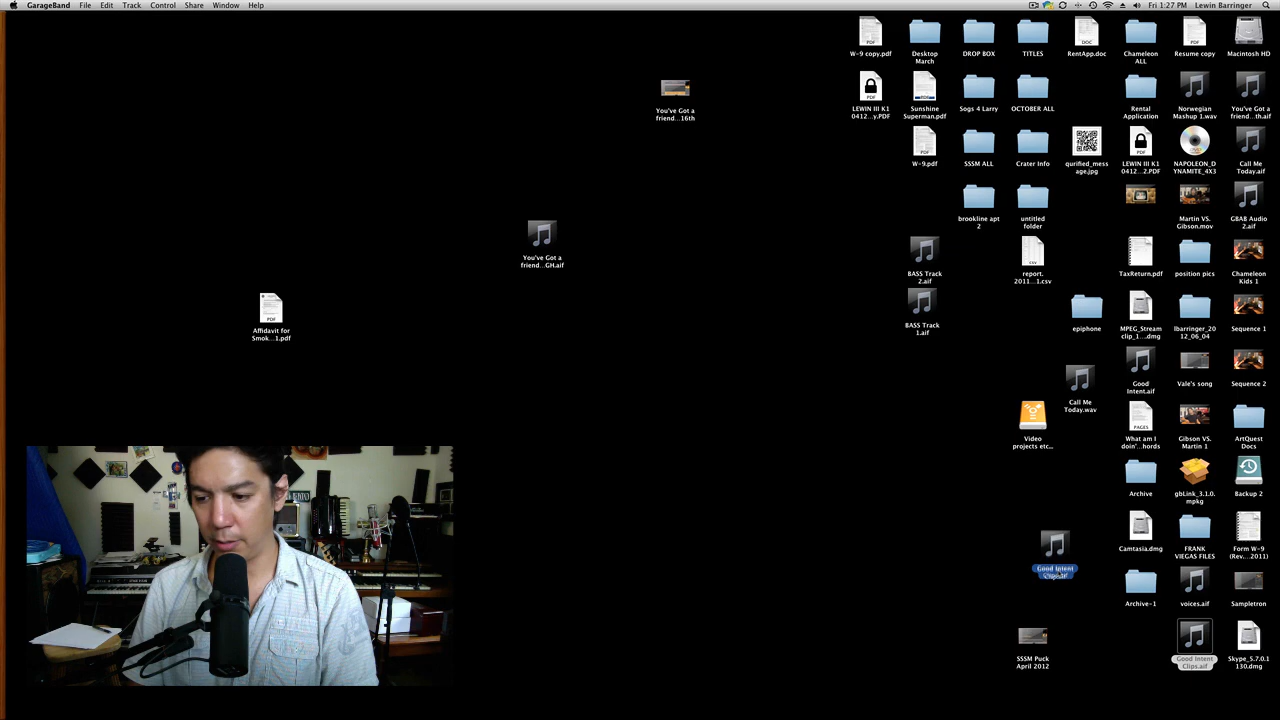 GarageBand File Edit Track Control Share Window Help Fri 1:27 PM Lewin Barringer
W-9 copy.pdf
Desktop
March
DROP BOX
TITLES
RentApp.doc
Chameleon
ALL
Resume copy
Macintosh HD
You've Got a
friend...16th
LEWIN III K1
0412...y.PDF
Sunshine
Superman.pdf
Sogs 4 Larry
OCTOBER ALL
Rental
Application
Norwegian
Mashup 1.wav
You've Got a
friend...th.aif
W-9.pdf
SSSM ALL
Crater Info
qurified_mess
age.jpg
LEWIN III K1
0412...2.PDF
NAPOLEON_D
YNAMITE_4X3
Call Me
Today.aif
brookline apt
2
untitled
folder
Martin VS.
Gibson.mov
GBAB Audio
2.aif
You've Got a
friend...GH.aif
BASS Track
2.aif
report.
2011...1.csv
TaxReturn.pdf
position pics
Chameleon
Kids 1
Affidavit for
Smok...1.pdf
BASS Track
1.aif
epiphone
MPEG_Stream
clip_1....dmg
lbarringer_20
12_06_04
Sequence 1
Call Me
Today.wav
Good
Intent.aif
Vale's song
Sequence 2
Video
projects etc...
What am I
doin'...hords
Gibson VS.
Martin 1
ArtQuest
Docs
Archive
gbLink_3.1.0.
mpkg
Backup 2
Good Intent
Camtasia.dmg
FRANK
VIEGAS FILES
Form W-9
(Rev...2011)
Archive-1
voices.aif
Sampletron
SSSM Puck
April 2012
Good Intent
Clips.aif
Skype_5.7.0.1
130.dmg